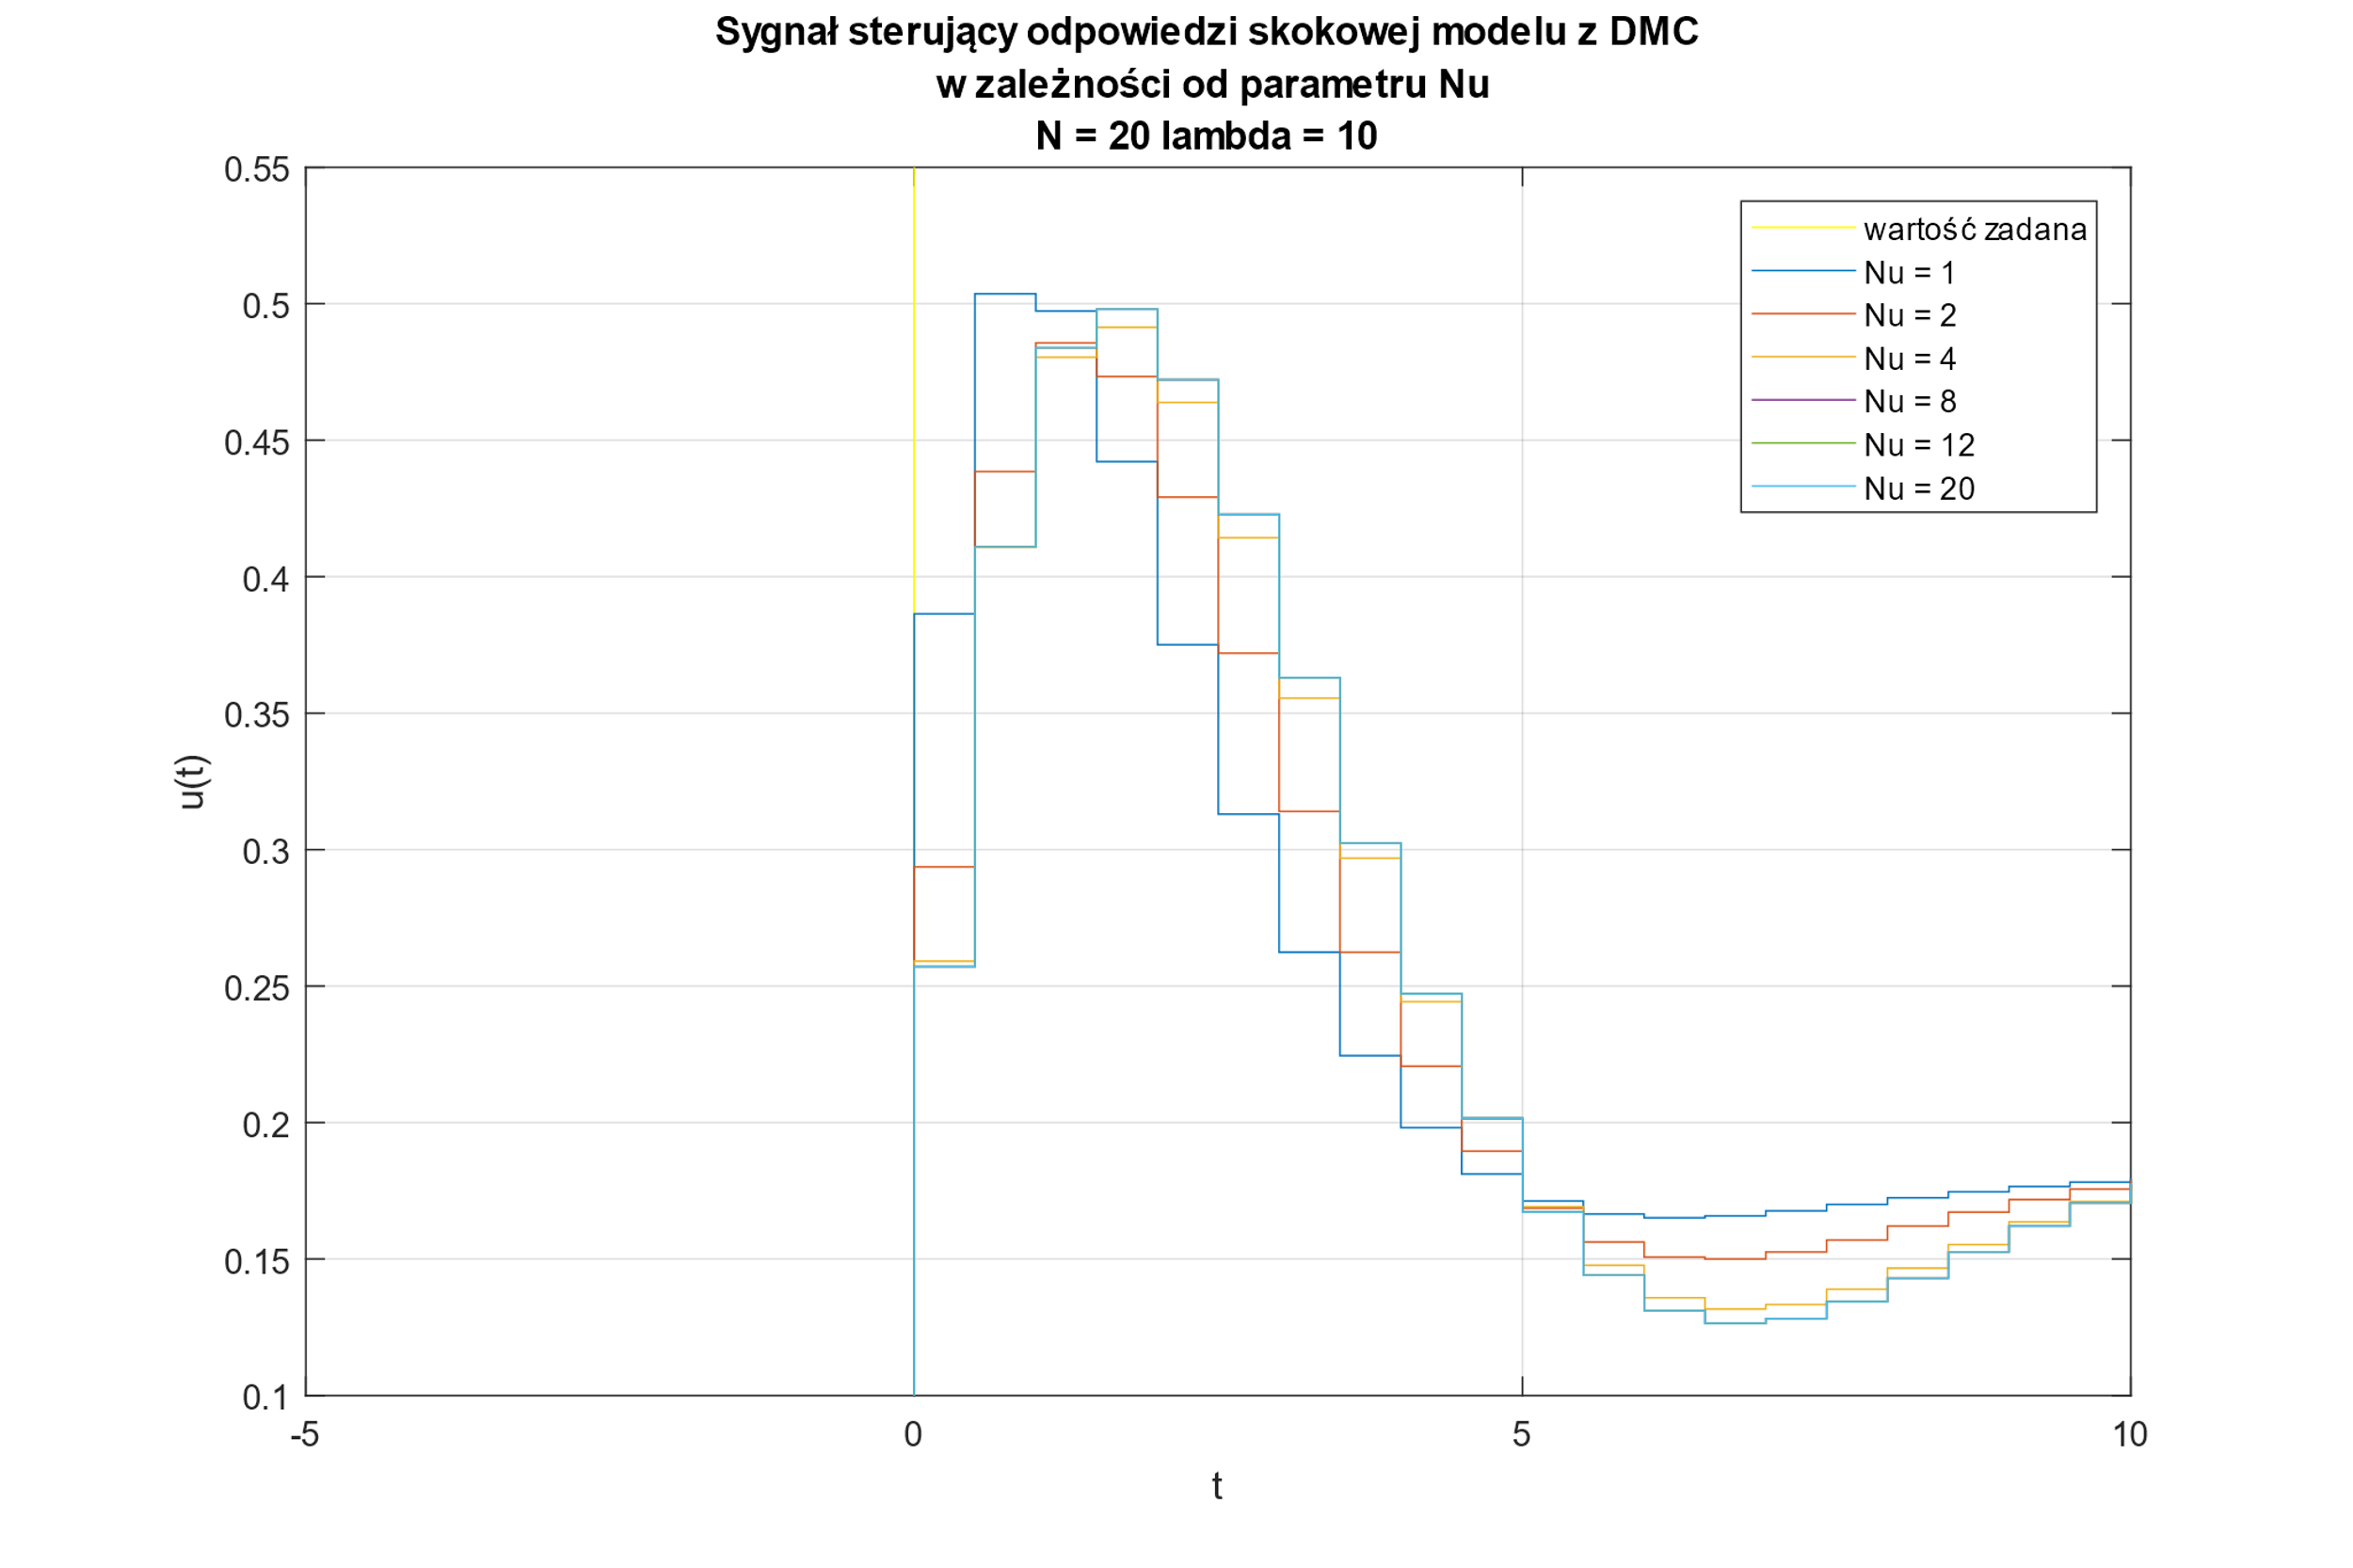 Sygnał sterujący odpowiedzi skokowej modelu z DMC
w zależności od parametru Nu
N = 20 lambda = 10
0.55
0.5
0.45
0.4
0.35
0.3
0.25
0.2
0.15
0.1
u(t)
-5
0
5
10
t
wartość zadana
Nu = 1
Nu = 2
Nu = 4
Nu = 8
Nu = 12
Nu = 20